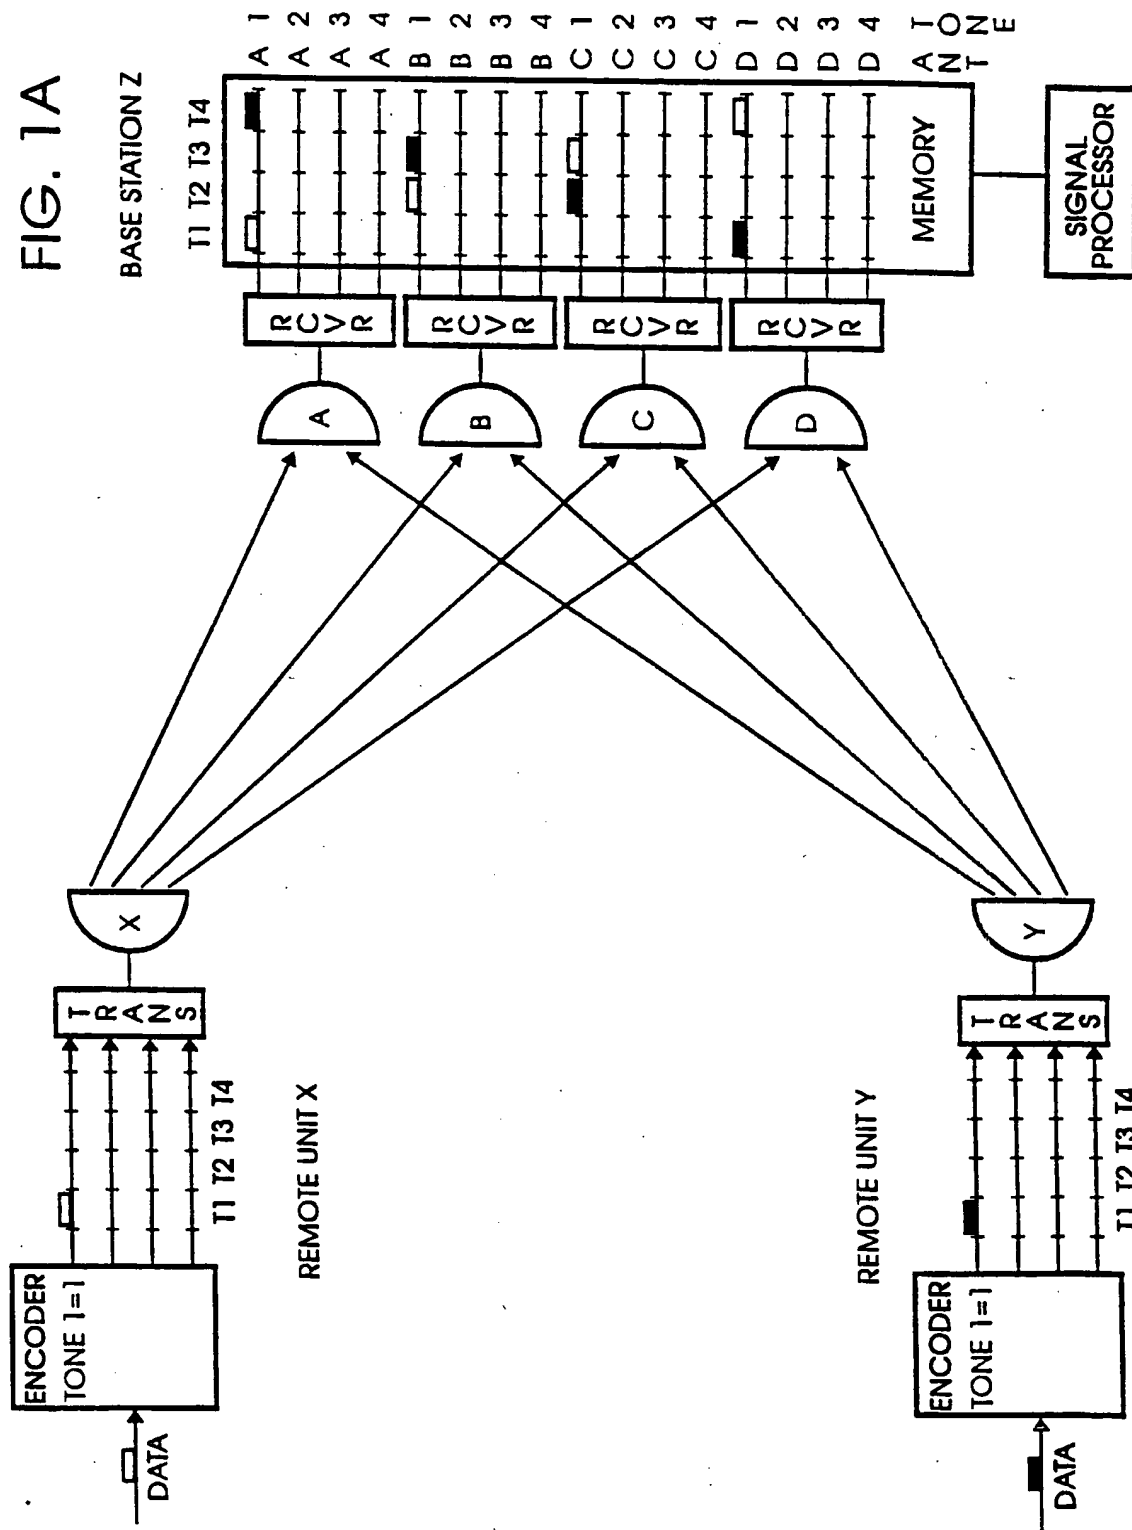 FIG. 1A
BASE STATION Z
T1 T2 T3 T4
A 1
A 2
A 3
A 4
B 1
B 2
B 3
B 4
C 1
C 2
C 3
C 4
D 1
D 2
D 3
D 4
ANT
TONE
MEMORY
SIGNAL
PROCESSOR
RCVR
RCVR
RCVR
RCVR
A
B
C
D
X
TRANS
T1 T2 T3 T4
ENCODER
TONE 1=1
DATA
REMOTE UNIT X
Y
TRANS
T1 T2 T3 T4
ENCODER
TONE 1=1
DATA
REMOTE UNIT Y